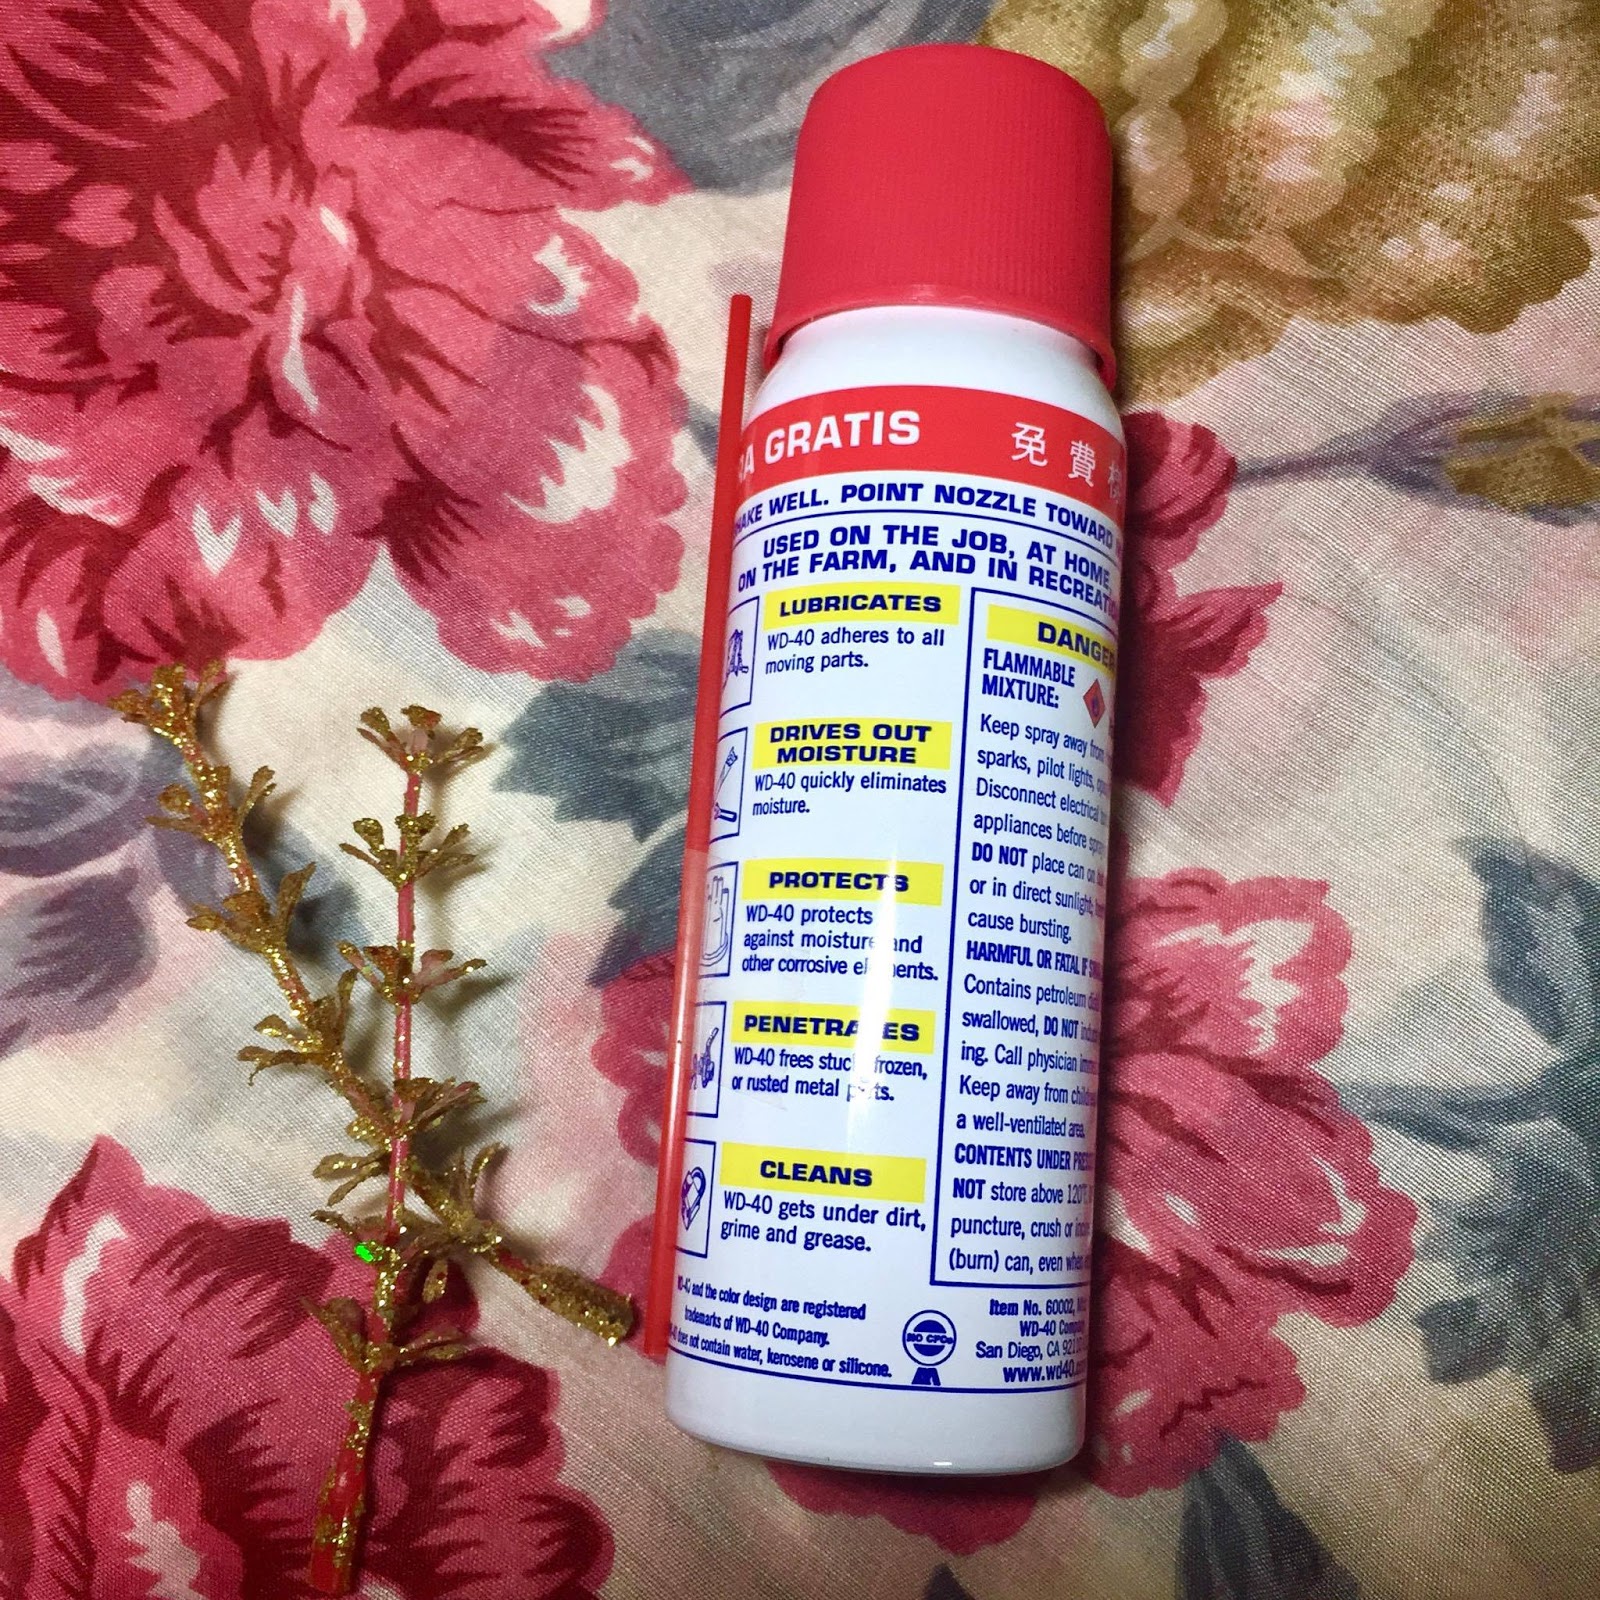 GRATIS
免費
WELL. POINT NOZZLE TOWARD
USED ON THE JOB, AT HOME,
ON THE FARM, AND IN
LUBRICATES
WD-40 adheres to all
moving parts.
DRIVES OUT
MOISTURE
WD-40 quickly eliminates
moisture.
PROTECTS
WD-40 protects
against moisture and
other corrosive
PENETRATES
WD-40 frees frozen,
or rusted metal
CLEANS
WD-40 gets under dirt,
grime and grease.
and the color design are registered
trademarks of WD-40 Company.
does not contain water, kerosene or silicone.
DANGER
FLAMMABLE
MIXTURE:
Keep spray away from
sparks, pilot lights,
Disconnect electrical
appliances before
DO NOT place can on
or in direct sunlight;
cause bursting.
HARMFUL OR FATAL IF
Contains petroleum
swallowed, DO NOT
ing. Call physician
Keep away from
a well-ventilated area.
CONTENTS UNDER
NOT store above 120°
puncture, crush or
(burn) can, even
NO CFCs
Item No. 60002,
WD-40 Company
San Diego, CA
www.wd40.